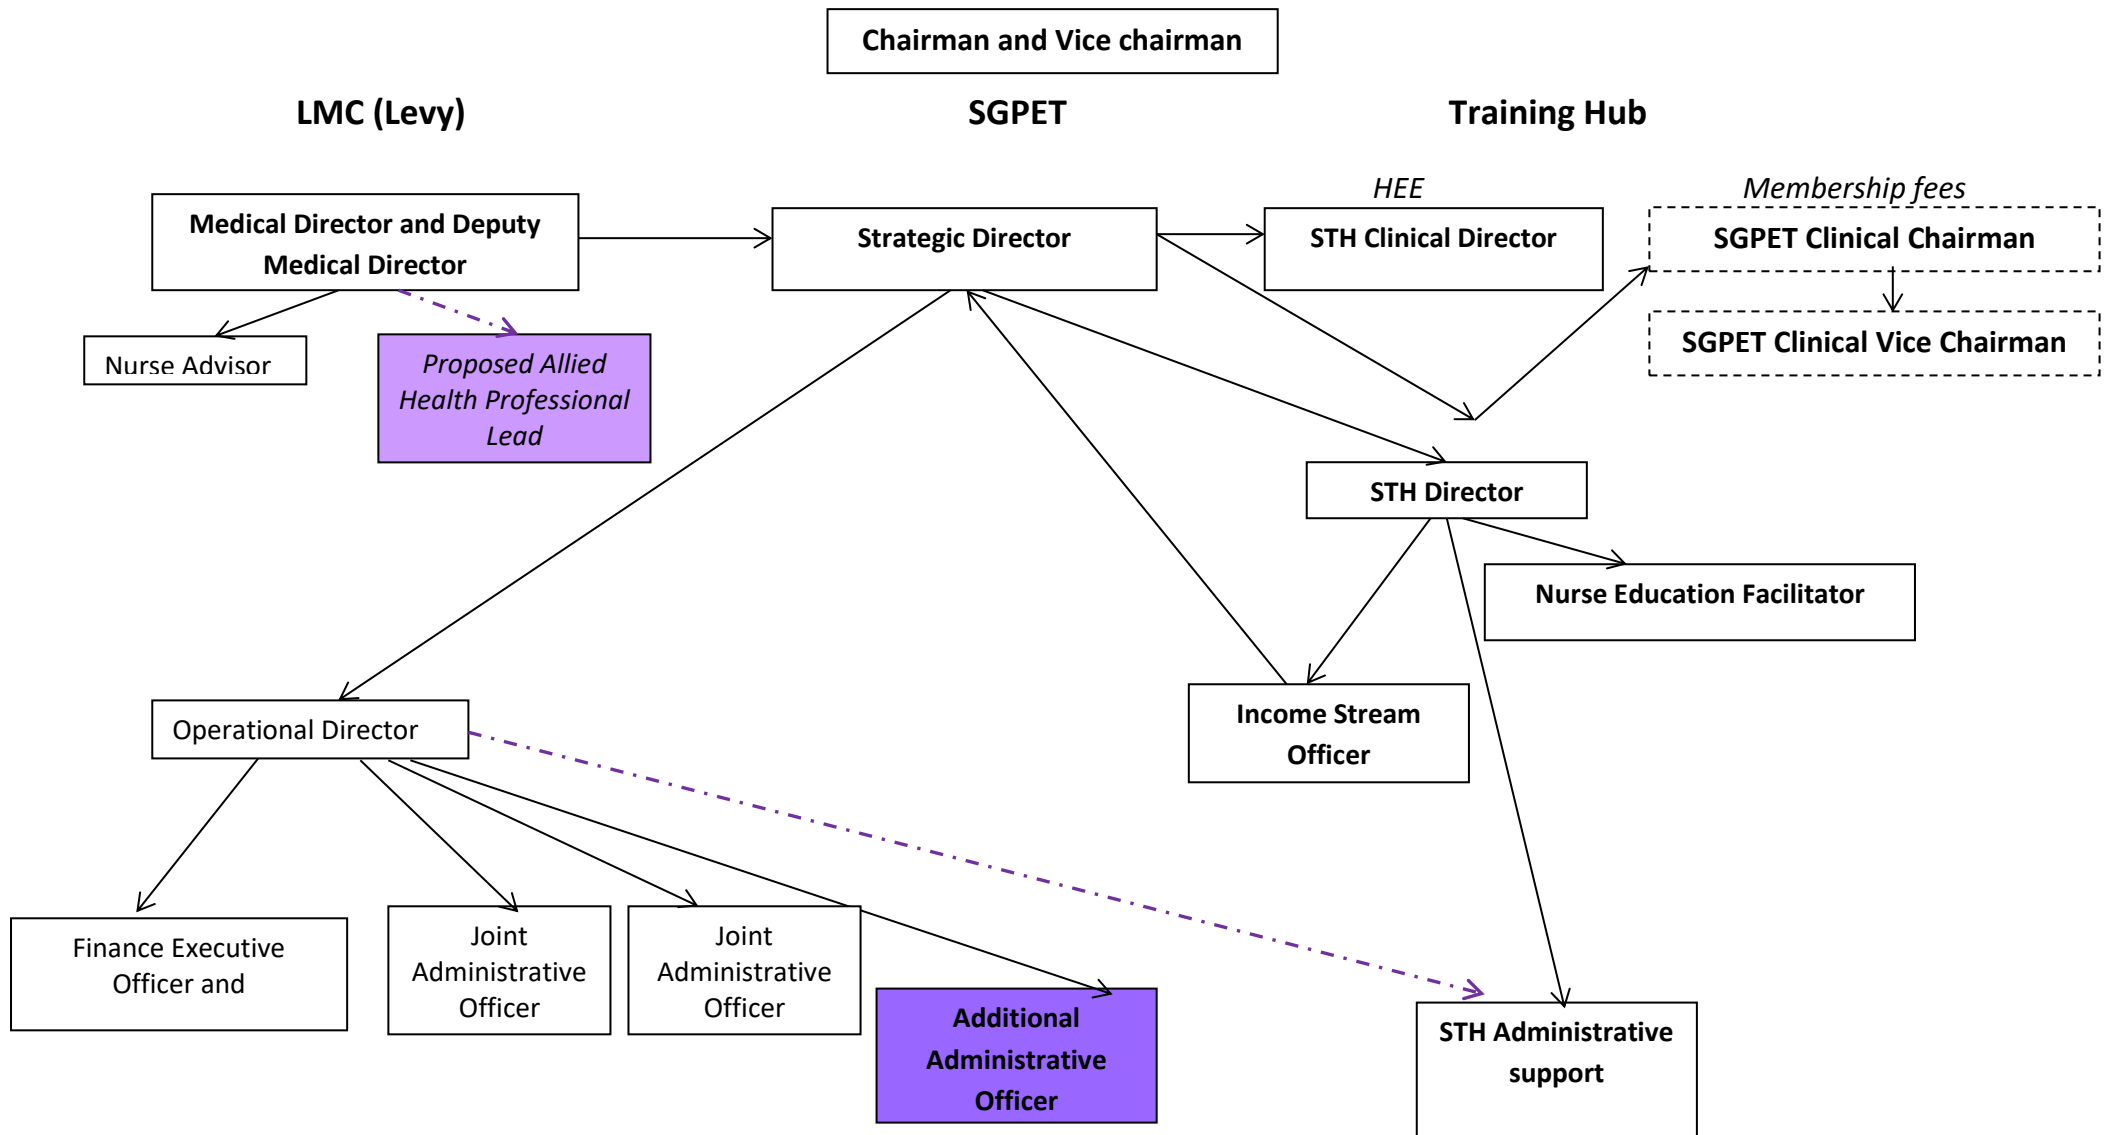 Chairman and Vice chairman
LMC (Levy)
SGPET
Training Hub
HEE
Membership fees
Medical Director and Deputy
Medical Director
Strategic Director
STH Clinical Director
SGPET Clinical Chairman
SGPET Clinical Vice Chairman
Nurse Advisor
Proposed Allied
Health Professional
Lead
STH Director
Nurse Education Facilitator
Income Stream
Officer
Operational Director
Finance Executive
Officer and
Joint
Administrative
Officer
Joint
Administrative
Officer
Additional
Administrative
Officer
STH Administrative
support